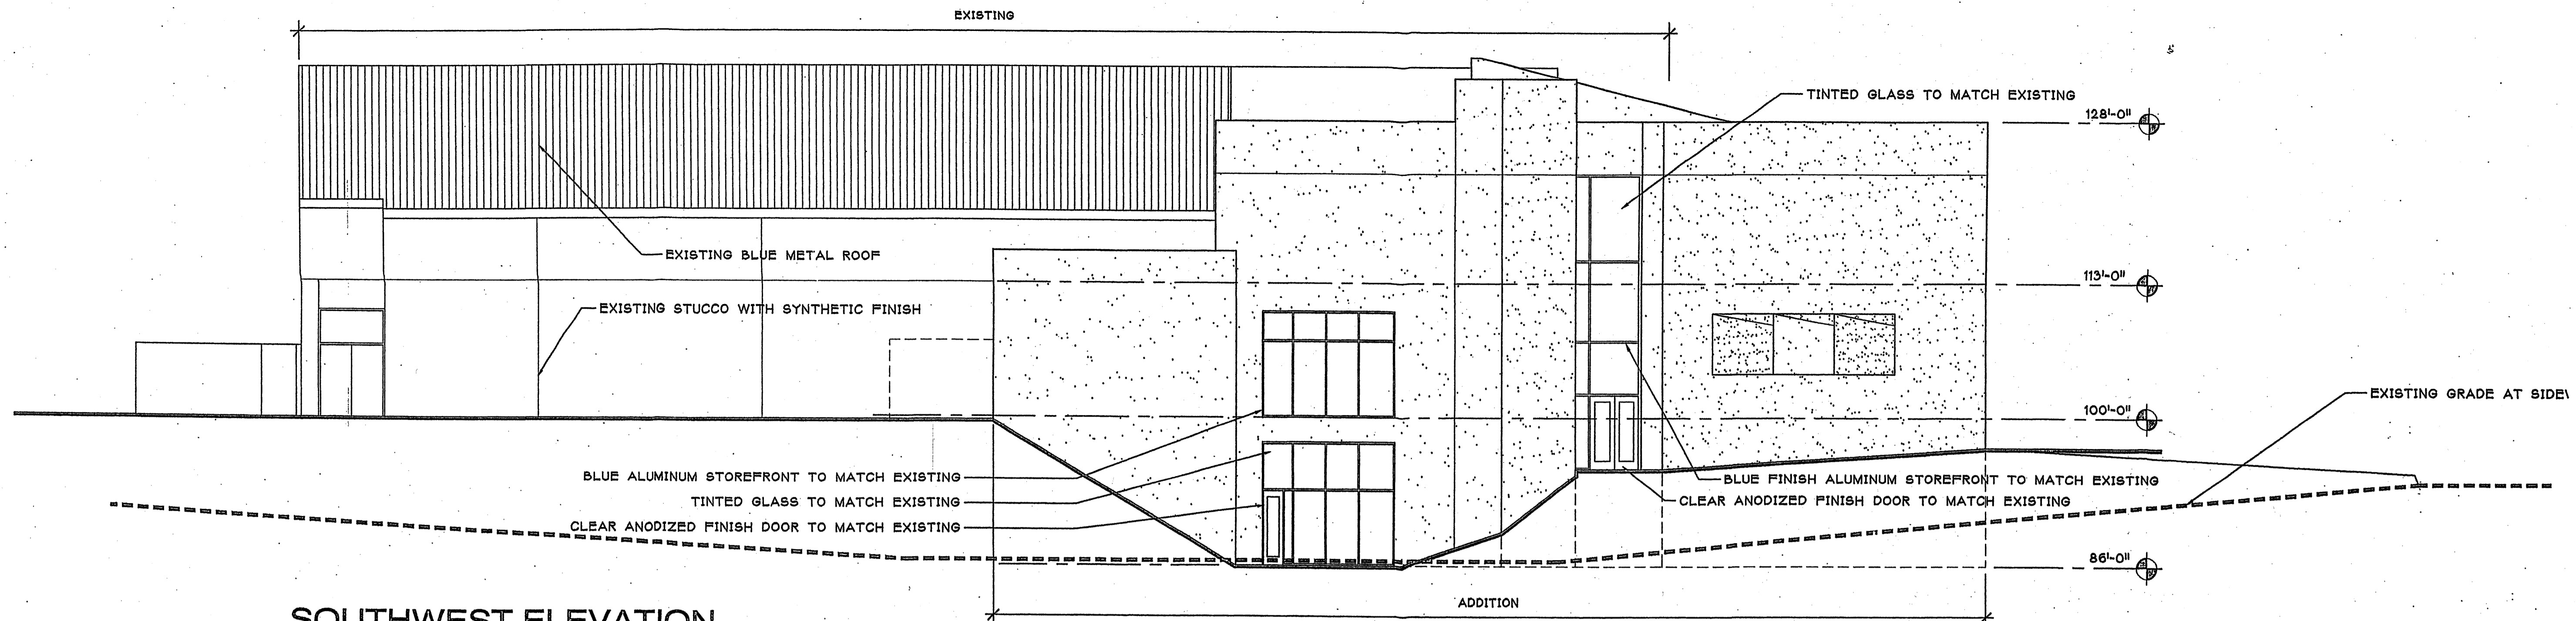 EXISTING
TINTED GLASS TO MATCH EXISTING
128'-0"
EXISTING BLUE METAL ROOF
113'-0"
EXISTING STUCCO WITH SYNTHETIC FINISH
EXISTING GRADE AT
100'-0"
BLUE ALUMINUM STOREFRONT TO MATCH EXISTING
BLUE FINISH ALUMINUM STOREFRONT TO MATCH EXISTING
TINTED GLASS TO MATCH EXISTING
CLEAR ANODIZED FINISH DOOR TO MATCH EXISTING
CLEAR ANODIZED FINISH DOOR TO MATCH EXISTING
86'-0"
ADDITION
SOUTHWEST ELEVATION